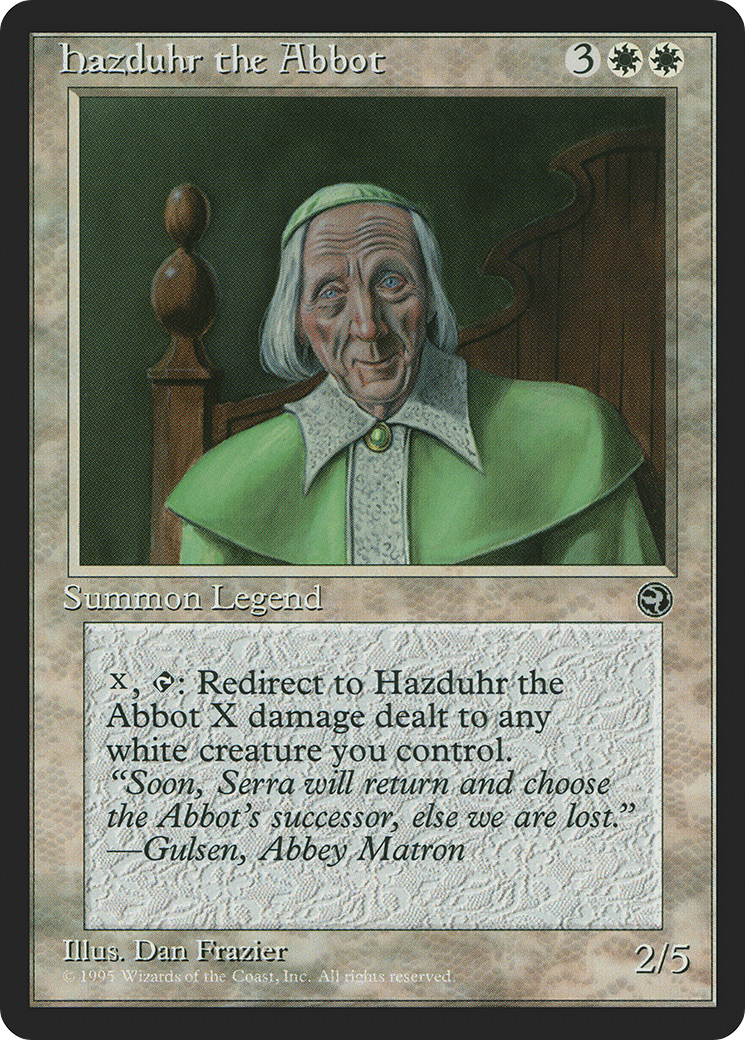 Hazduhr the Abbot 3
Summon Legend
X, : Redirect to Hazduhr the
Abbot X damage dealt to any
white creature you control.
“Soon, Serra will return and choose
the Abbot’s successor, else we are lost.”
—Gulsen, Abbey Matron
Illus. Dan Frazier
© 1995 Wizards of the Coast, Inc. All rights reserved.
2/5